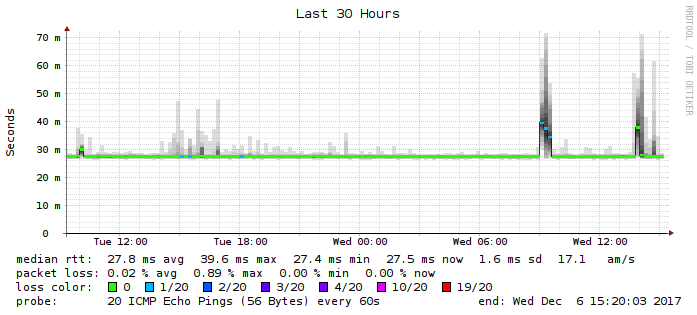 Last 30 Hours
RRDTOOL / TOBI OETIKER
Seconds
70 m
60 m
50 m
40 m
30 m
20 m
10 m
0
Tue 12:00 Tue 18:00 Wed 00:00 Wed 06:00 Wed 12:00
median rtt: 27.8 ms avg 39.6 ms max 27.4 ms min 27.5 ms now 1.6 ms sd 17.1 am/s
packet loss: 0.02 % avg 0.89 % max 0.00 % min 0.00 % now
loss color: 0 1/20 2/20 3/20 4/20 10/20 19/20
probe: 20 ICMP Echo Pings (56 Bytes) every 60s end: Wed Dec 6 15:20:03 2017